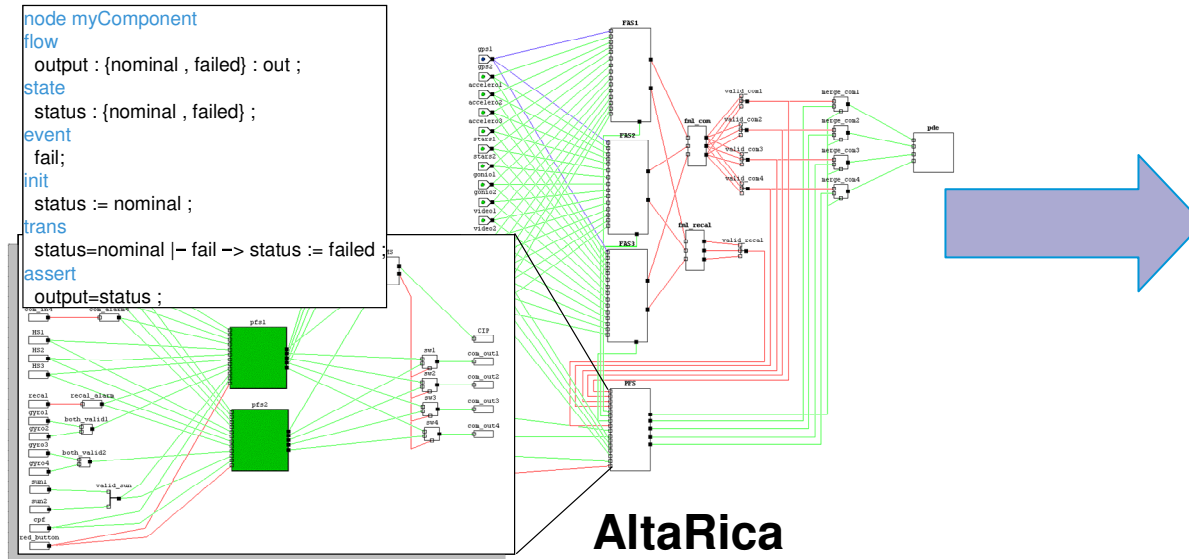 node myComponent
flow
output : {nominal , failed} : out ;
state
status : {nominal , failed} ;
event
fail;
init
status := nominal ;
trans
status=nominal |− fail −> status := failed ;
assert
output=status ;
gps1
gps2
accelero1
accelero2
accelero3
stars1
stars2
gonio1
gonio2
video1
video2
FAS1
FAS2
FAS3
fml_com
fml_recal
valid_com1
valid_com2
valid_com3
valid_com4
valid_recal
merge_com1
merge_com2
merge_com3
merge_com4
pde
PFS
com_in4
com_alarm4
HS1
HS2
HS3
recal
recal_alarm
gyro1
gyro2
both_valid1
gyro3
gyro4
both_valid2
sun1
sun2
valid_sun
cpf
red_button
pfs1
pfs2
sw1
sw2
sw3
sw4
CIP
com_out1
com_out2
com_out3
com_out4
AltaRica